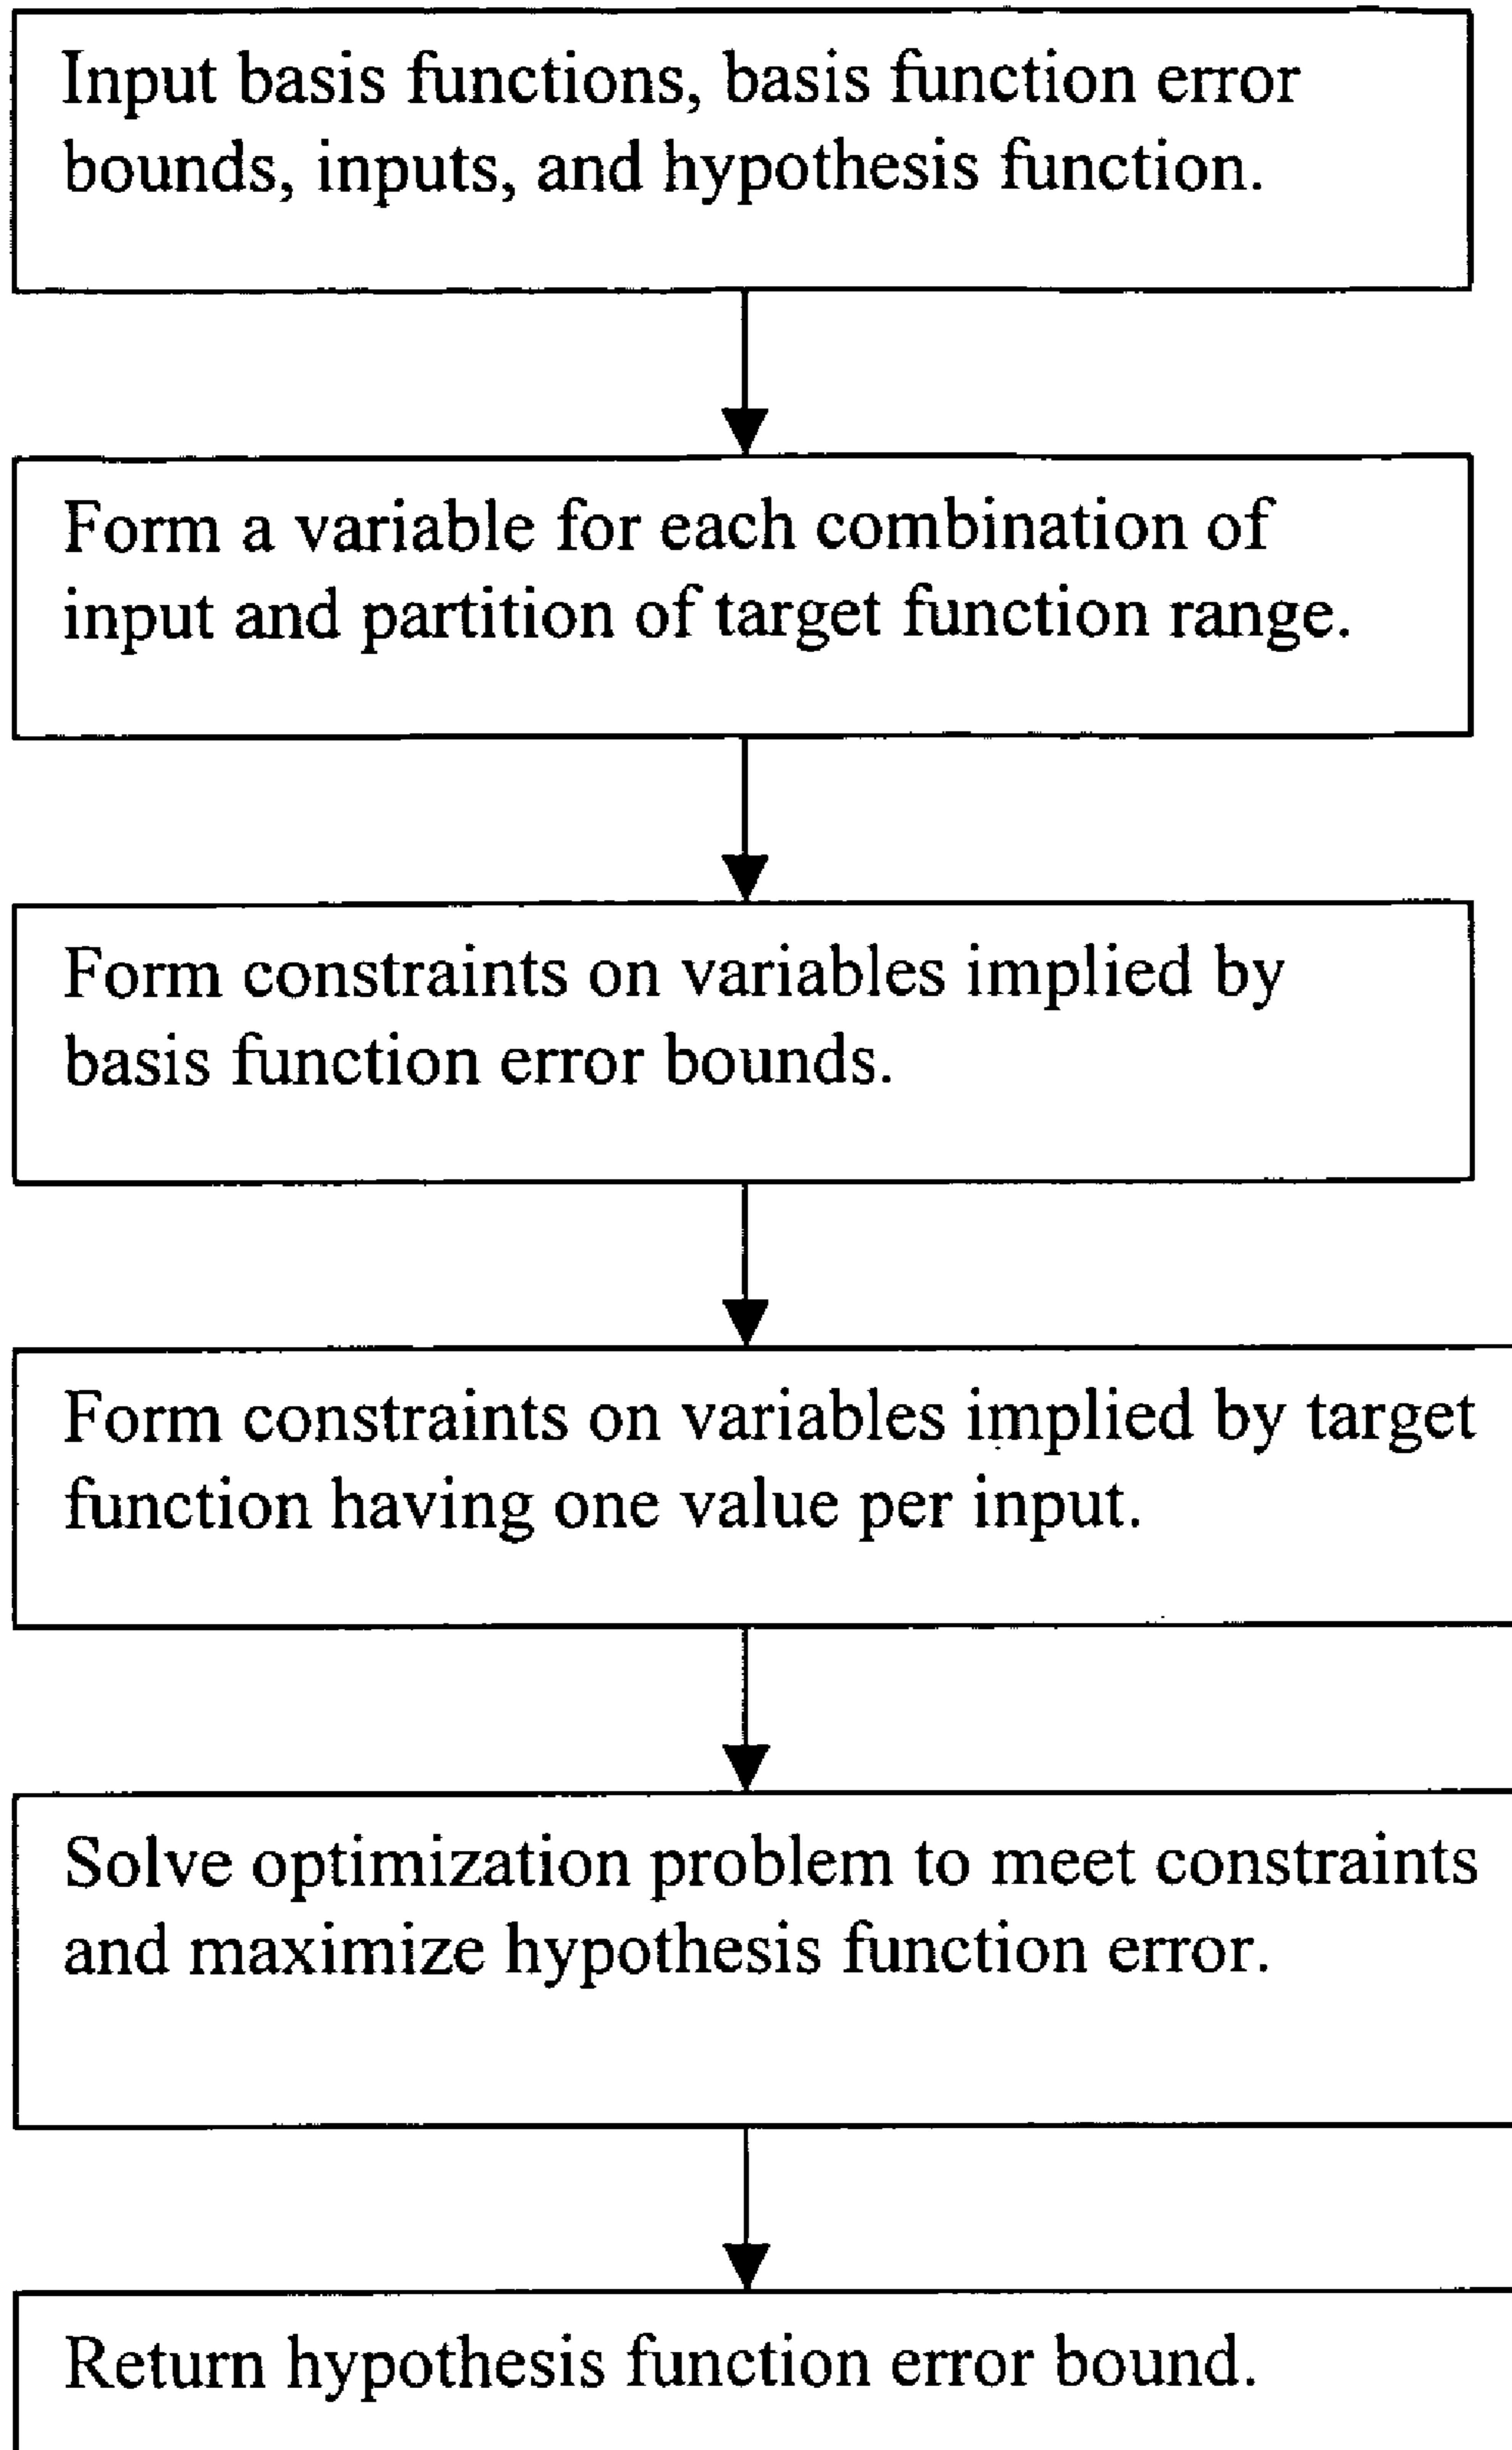 Input basis functions, basis function error
bounds, inputs, and hypothesis function.
Form a variable for each combination of
input and partition of target function range.
Form constraints on variables implied by
basis function error bounds.
Form constraints on variables implied by target
function having one value per input.
Solve optimization problem to meet constraints
and maximize hypothesis function error.
Return hypothesis function error bound.